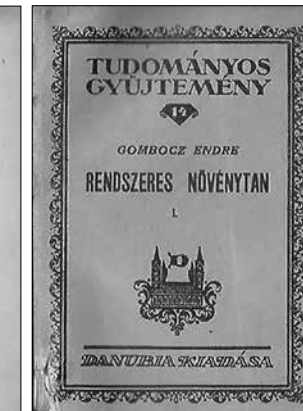 TUDOMÁNYOS
GYŰJTEMÉNY
14
GOMBOCZ ENDRE
RENDSZERES NÖVÉNYTAN
I.
D
DANUBIA KIADÁSA